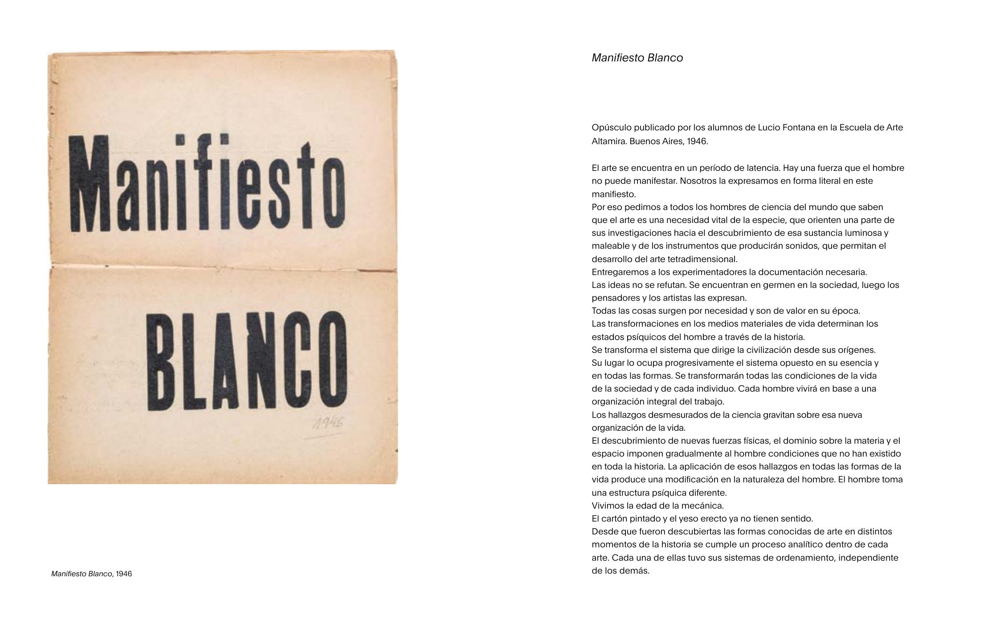 Manifiesto
BLANCO
1946
Manifiesto Blanco, 1946
Manifiesto Blanco
Opúsculo publicado por los alumnos de Lucio Fontana en la Escuela de Arte
Altamira. Buenos Aires, 1946.
El arte se encuentra en un período de latencia. Hay una fuerza que el hombre
no puede manifestar. Nosotros la expresamos en forma literal en este
manifiesto.
Por eso pedimos a todos los hombres de ciencia del mundo que saben
que el arte es una necesidad vital de la especie, que orienten una parte de
sus investigaciones hacia el descubrimiento de esa sustancia luminosa y
maleable y de los instrumentos que producirán sonidos, que permitan el
desarrollo del arte tetradimensional.
Entregaremos a los experimentadores la documentación necesaria.
Las ideas no se refutan. Se encuentran en germen en la sociedad, luego los
pensadores y los artistas las expresan.
Todas las cosas surgen por necesidad y son de valor en su época.
Las transformaciones en los medios materiales de vida determinan los
estados psíquicos del hombre a través de la historia.
Se transforma el sistema que dirige la civilización desde sus orígenes.
Su lugar lo ocupa progresivamente el sistema opuesto en su esencia y
en todas las formas. Se transformarán todas las condiciones de la vida
de la sociedad y de cada individuo. Cada hombre vivirá en base a una
organización integral del trabajo.
Los hallazgos desmesurados de la ciencia gravitan sobre esa nueva
organización de la vida.
El descubrimiento de nuevas fuerzas físicas, el dominio sobre la materia y el
espacio imponen gradualmente al hombre condiciones que no han existido
en toda la historia. La aplicación de esos hallazgos en todas las formas de la
vida produce una modificación en la naturaleza del hombre. El hombre toma
una estructura psíquica diferente.
Vivimos la edad de la mecánica.
El cartón pintado y el yeso erecto ya no tienen sentido.
Desde que fueron descubiertas las formas conocidas de arte en distintos
momentos de la historia se cumple un proceso analítico dentro de cada
arte. Cada una de ellas tuvo sus sistemas de ordenamiento, independiente
de los demás.